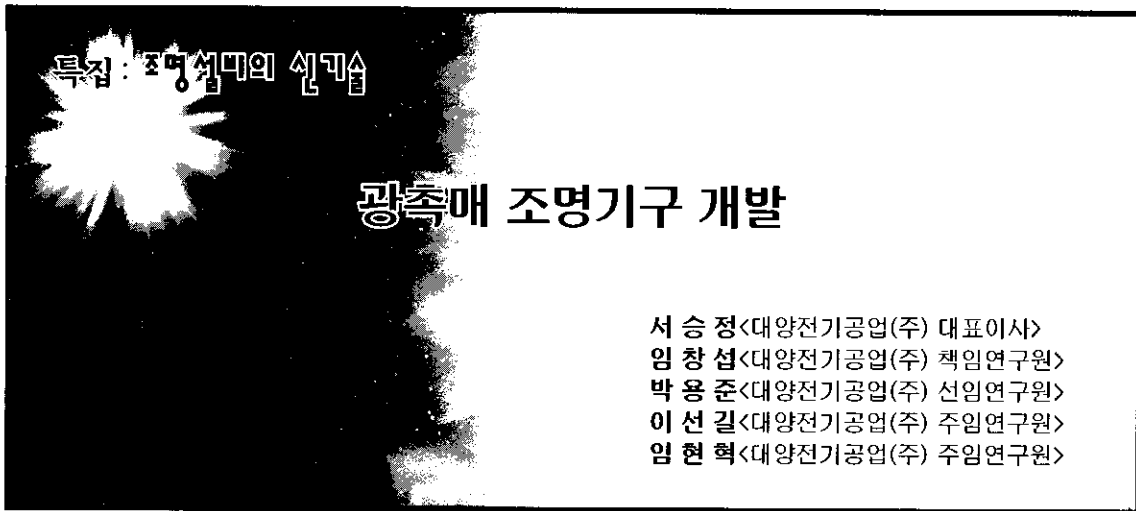 특집 : 조명설비의 신기술
광촉매 조명기구 개발
서 승 정<대양전기공업(주) 대표이사>
임 창 섭<대양전기공업(주) 책임연구원>
박 용 준<대양전기공업(주) 선임연구원>
이 선 길<대양전기공업(주) 주임연구원>
임 현 혁<대양전기공업(주) 주임연구원>